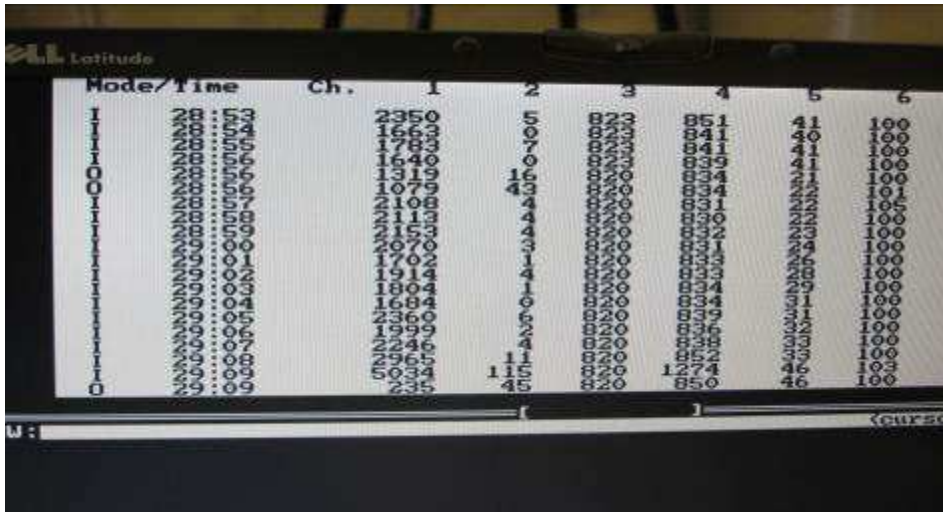 DELL Latitude
Mode/Time Ch. 1 2 3 4 5 6
I 28:53 2350 5 823 851 41 100
I 28:54 1663 0 823 841 40 100
I 28:55 1783 7 823 841 41 100
I 28:56 1640 0 823 839 41 100
O 28:56 1319 16 820 834 21 100
O 28:56 1079 43 820 834 22 101
I 28:57 2108 4 820 831 22 105
I 28:58 2113 4 820 830 22 100
I 28:59 2153 4 820 832 23 100
I 29:00 2070 3 820 831 24 100
I 29:01 1702 1 820 833 26 100
I 29:02 1914 4 820 833 28 100
I 29:03 1804 1 820 834 29 100
I 29:04 1684 0 820 834 31 100
I 29:05 2360 6 820 839 31 100
I 29:06 1999 2 820 836 32 100
I 29:07 2246 4 820 838 33 100
I 29:08 2965 11 820 852 33 100
I 29:09 5034 115 820 1274 46 103
O 29:09 235 45 820 850 46 100
[ ]
W: <curs